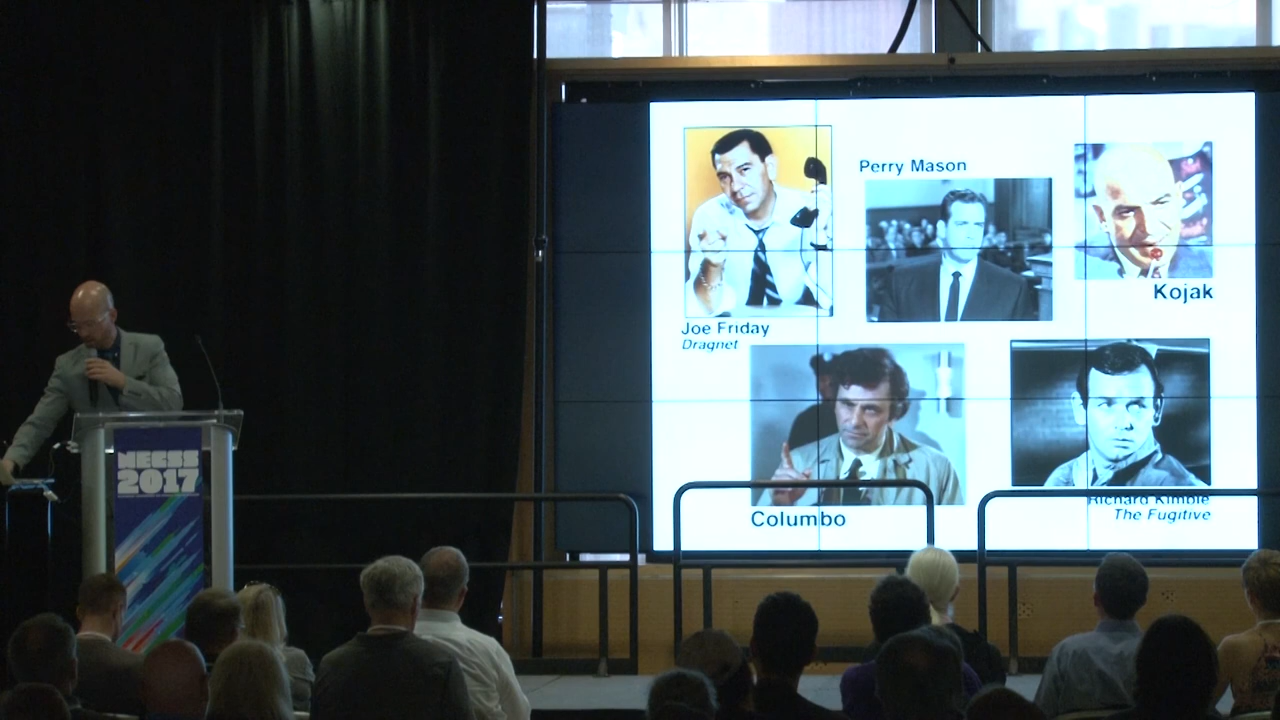 Perry Mason
Kojak
Joe Friday
Dragnet
Columbo
Richard Kimble
The Fugitive
NECSS
2017